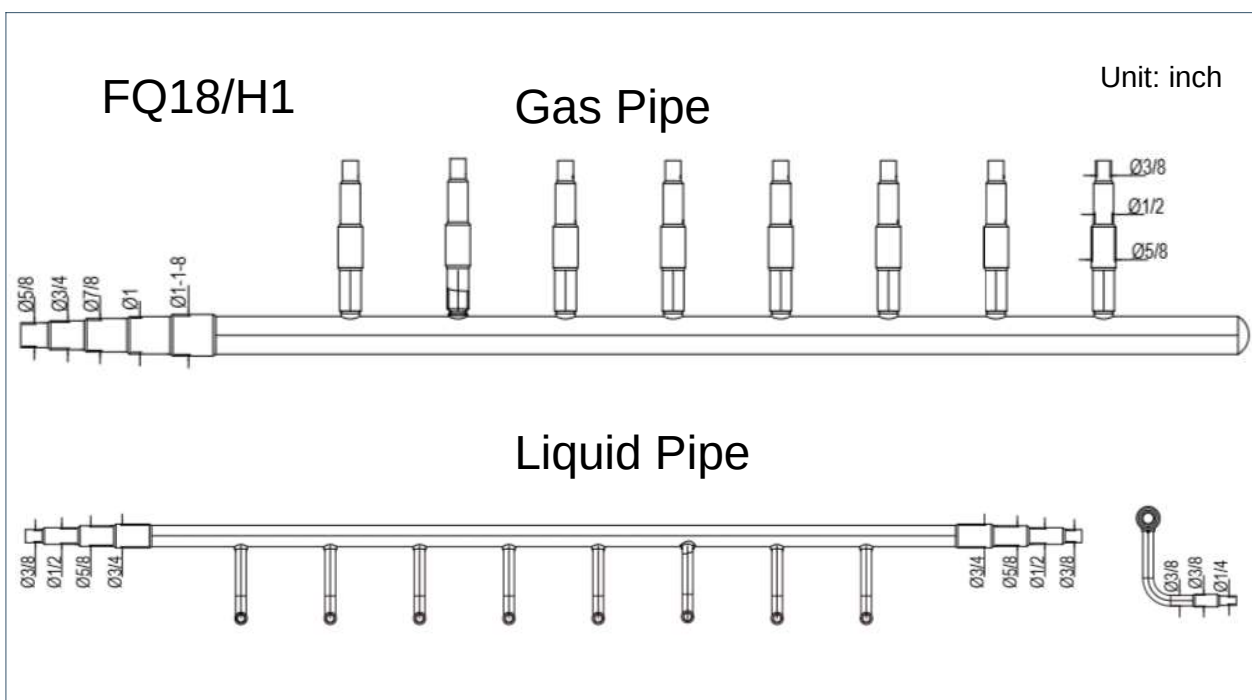 FQ18/H1
Gas Pipe
Unit: inch
Ø3/8
Ø1/2
Ø5/8
Ø5/8
Ø3/4
Ø7/8
Ø1
Ø1-1-8
Liquid Pipe
Ø3/8
Ø1/2
Ø5/8
Ø3/4
Ø3/4
Ø5/8
Ø1/2
Ø3/8
Ø3/8
Ø3/8
Ø1/4